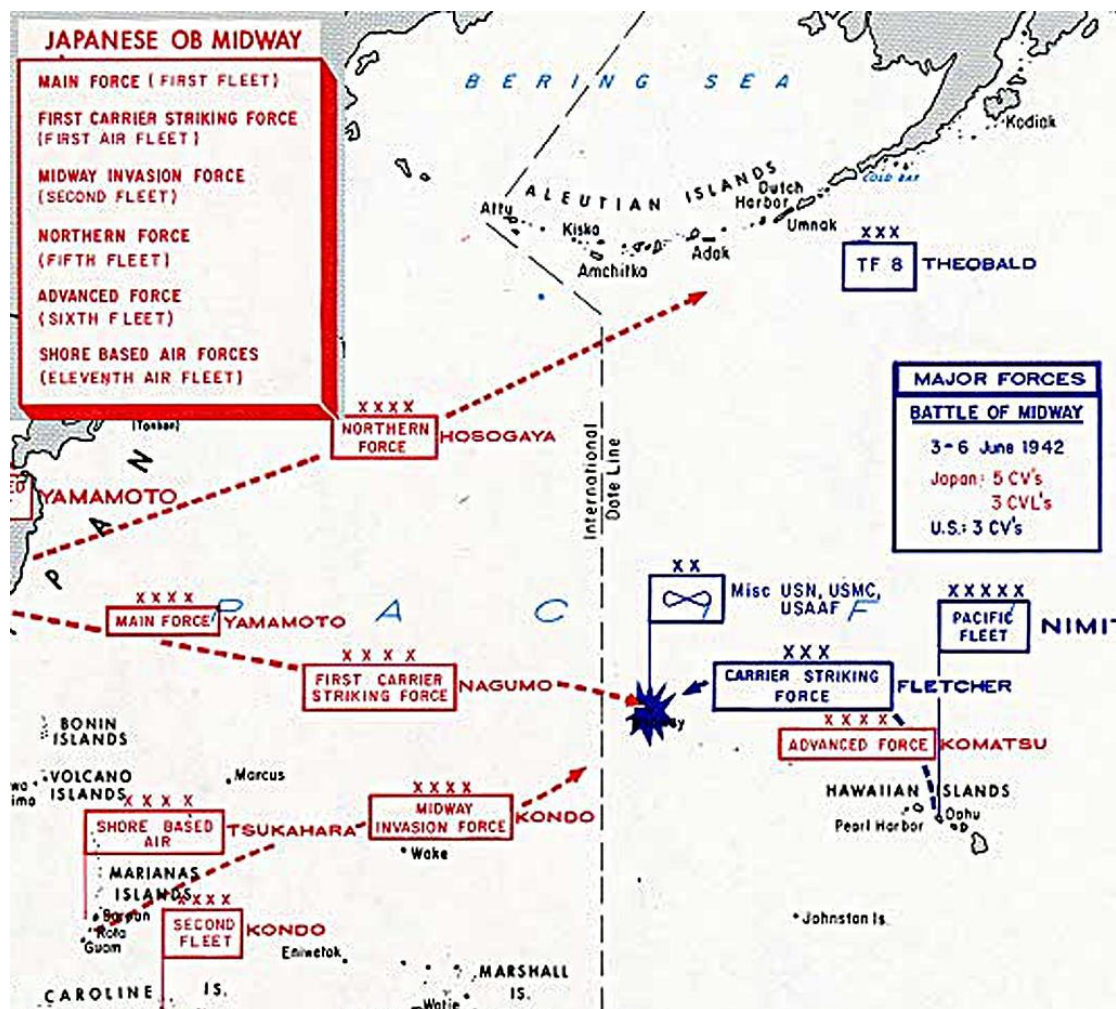 JAPANESE OB MIDWAY
MAIN FORCE (FIRST FLEET)
FIRST CARRIER STRIKING FORCE
(FIRST AIR FLEET)
MIDWAY INVASION FORCE
(SECOND FLEET)
NORTHERN FORCE
(FIFTH FLEET)
ADVANCED FORCE
(SIXTH FLEET)
SHORE BASED AIR FORCES
(ELEVENTH AIR FLEET)
BERING SEA
Kodiak
COLD BAY
ALEUTIAN ISLANDS
Dutch
Harbor
Umnak
Attu
Kiska
Amchitka
Adak
XXX
TF 8
THEOBALD
MAJOR FORCES
BATTLE OF MIDWAY
3-6 June 1942
Japan: 5 CV's
3 CVL's
U.S.: 3 CV's
XXXX
NORTHERN
FORCE
HOSOGAYA
ED
YAMAMOTO
PAN
International
Date Line
XX
Misc USN, USMC,
USAAF
XXXXX
PACIFIC
FLEET
NIMIT
XXXX
MAIN FORCE
YAMAMOTO
P A C I F
XXXX
FIRST CARRIER
STRIKING FORCE
NAGUMO
XXX
CARRIER STRIKING
FORCE
FLETCHER
XXXX
ADVANCED FORCE
KOMATSU
BONIN
ISLANDS
VOLCANO
ISLANDS
Marcus
HAWAIIAN ISLANDS
Pearl Harbor
Oahu
XXXX
SHORE BASED
AIR
TSUKAHARA
XXXX
MIDWAY
INVASION FORCE
KONDO
Wake
MARIANAS
ISLANDS
Rota
Guam
XXXX
SECOND
FLEET
KONDO
Eniwetok
Johnston Is.
MARSHALL
IS.
CAROLINE IS.